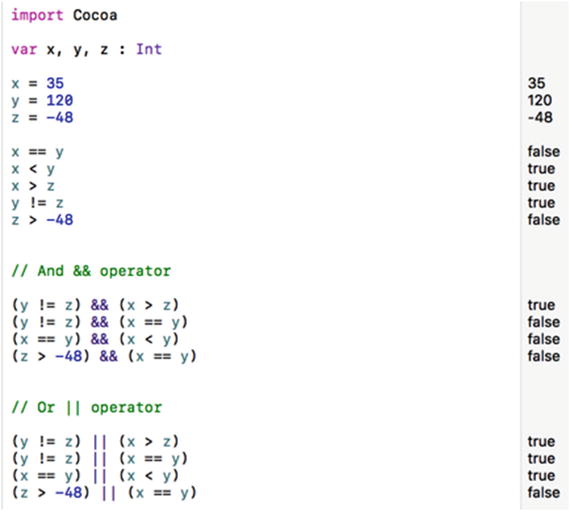 import Cocoa
var x, y, z : Int
x = 35 35
y = 120 120
z = -48 -48
x == y false
x < y true
x > z true
y != z true
z > -48 false
// And && operator
(y != z) && (x > z) true
(y != z) && (x == y) false
(x == y) && (x < y) false
(z > -48) && (x == y) false
// Or || operator
(y != z) || (x > z) true
(y != z) || (x == y) true
(x == y) || (x < y) true
(z > -48) || (x == y) false